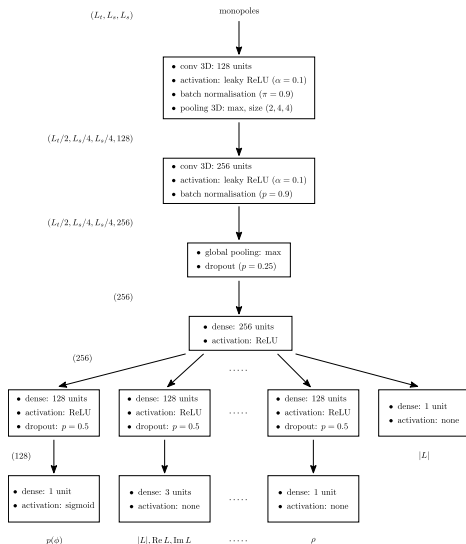 (L_t, L_s, L_s)
monopoles
• conv 3D: 128 units
• activation: leaky ReLU (α = 0.1)
• batch normalisation (π = 0.9)
• pooling 3D: max, size (2, 4, 4)
(L_t/2, L_s/4, L_s/4, 128)
• conv 3D: 256 units
• activation: leaky ReLU (α = 0.1)
• batch normalisation (p = 0.9)
(L_t/2, L_s/4, L_s/4, 256)
• global pooling: max
• dropout (p = 0.25)
(256)
• dense: 256 units
• activation: ReLU
(256)
.....
• dense: 128 units
• activation: ReLU
• dropout: p = 0.5
• dense: 128 units
• activation: ReLU
• dropout: p = 0.5
.....
• dense: 128 units
• activation: ReLU
• dropout: p = 0.5
• dense: 1 unit
• activation: none
(128)
|L|
• dense: 1 unit
• activation: sigmoid
• dense: 3 units
• activation: none
.....
• dense: 1 unit
• activation: none
p(ϕ)
|L|, Re L, Im L
.....
ρ